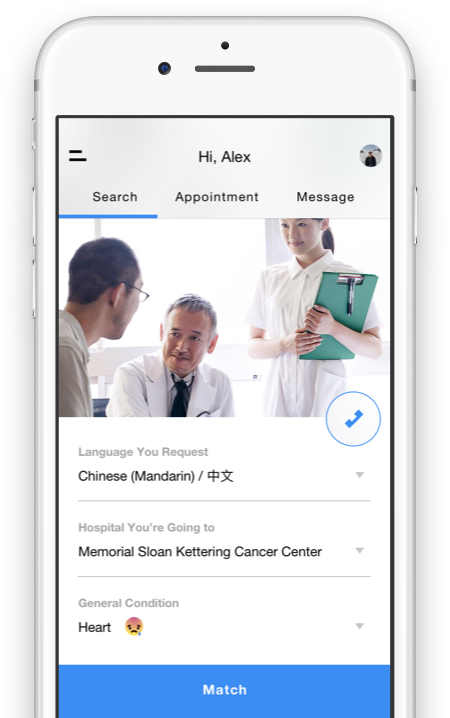 Hi, Alex
Search Appointment Message
Language You Request
Chinese (Mandarin) / 中文
Hospital You're Going to
Memorial Sloan Kettering Cancer Center
General Condition
Heart 😡
Match